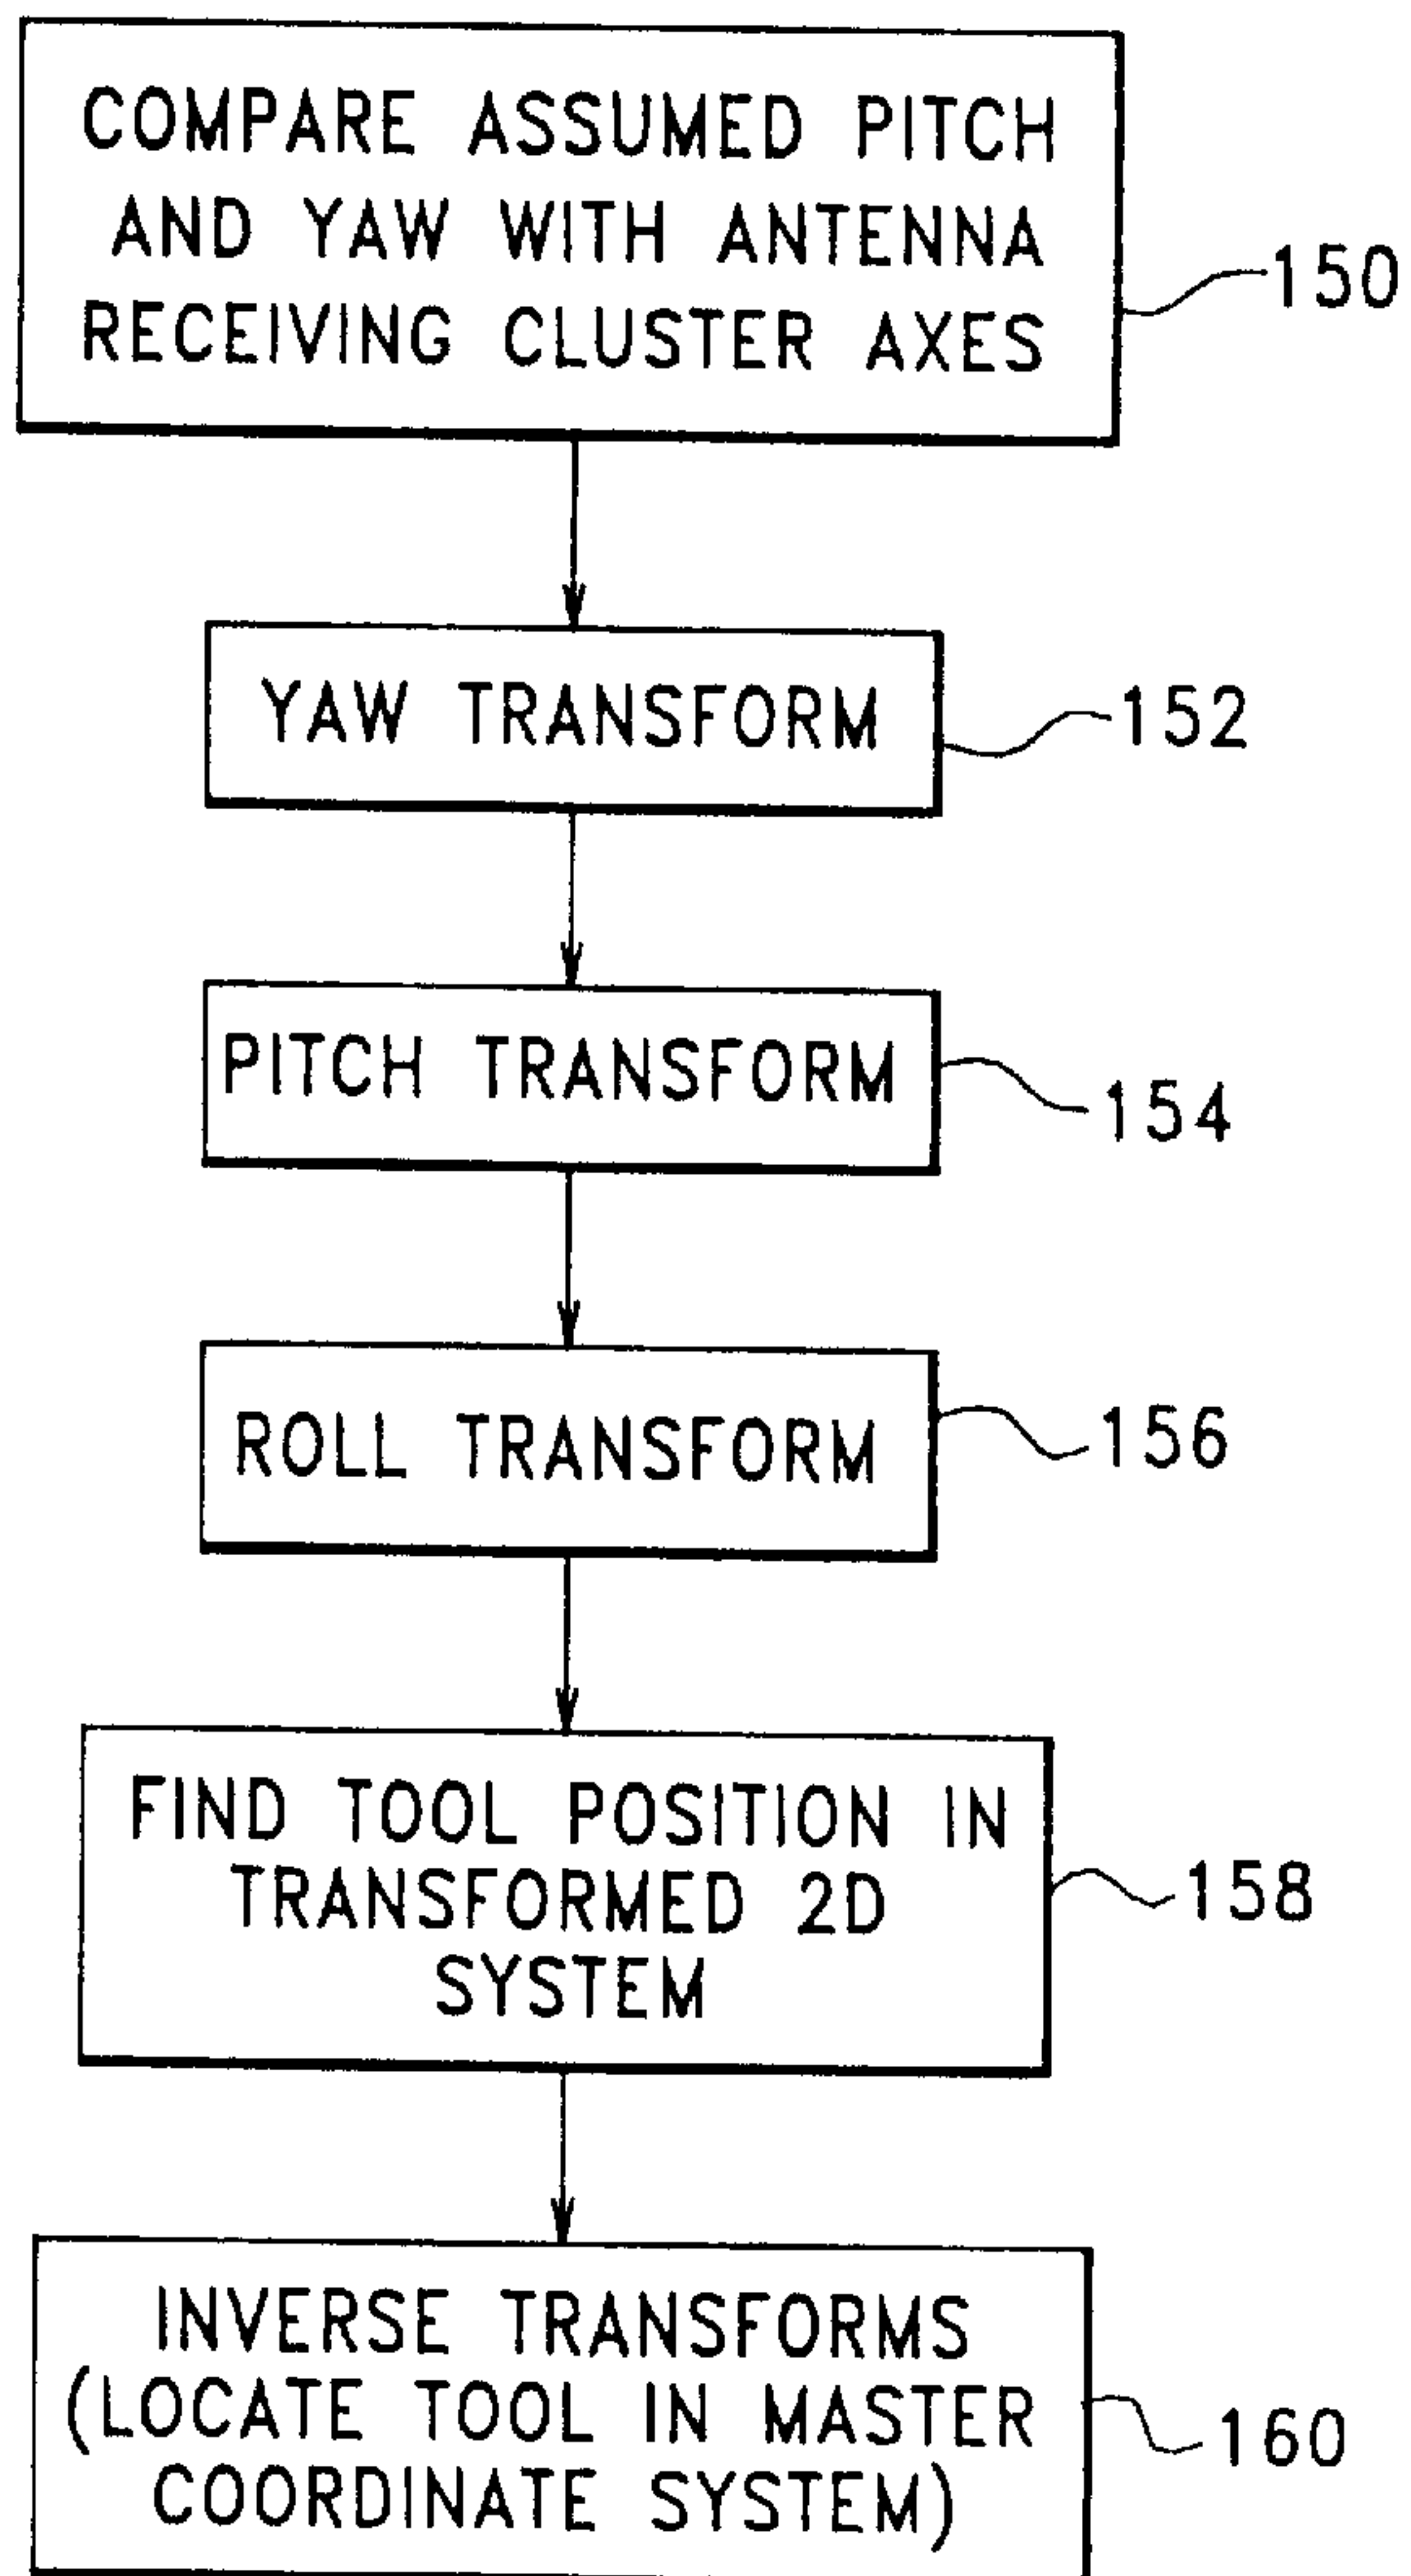 COMPARE ASSUMED PITCH
AND YAW WITH ANTENNA
RECEIVING CLUSTER AXES
150
YAW TRANSFORM
152
PITCH TRANSFORM
154
ROLL TRANSFORM
156
FIND TOOL POSITION IN
TRANSFORMED 2D
SYSTEM
158
INVERSE TRANSFORMS
(LOCATE TOOL IN MASTER
COORDINATE SYSTEM)
160